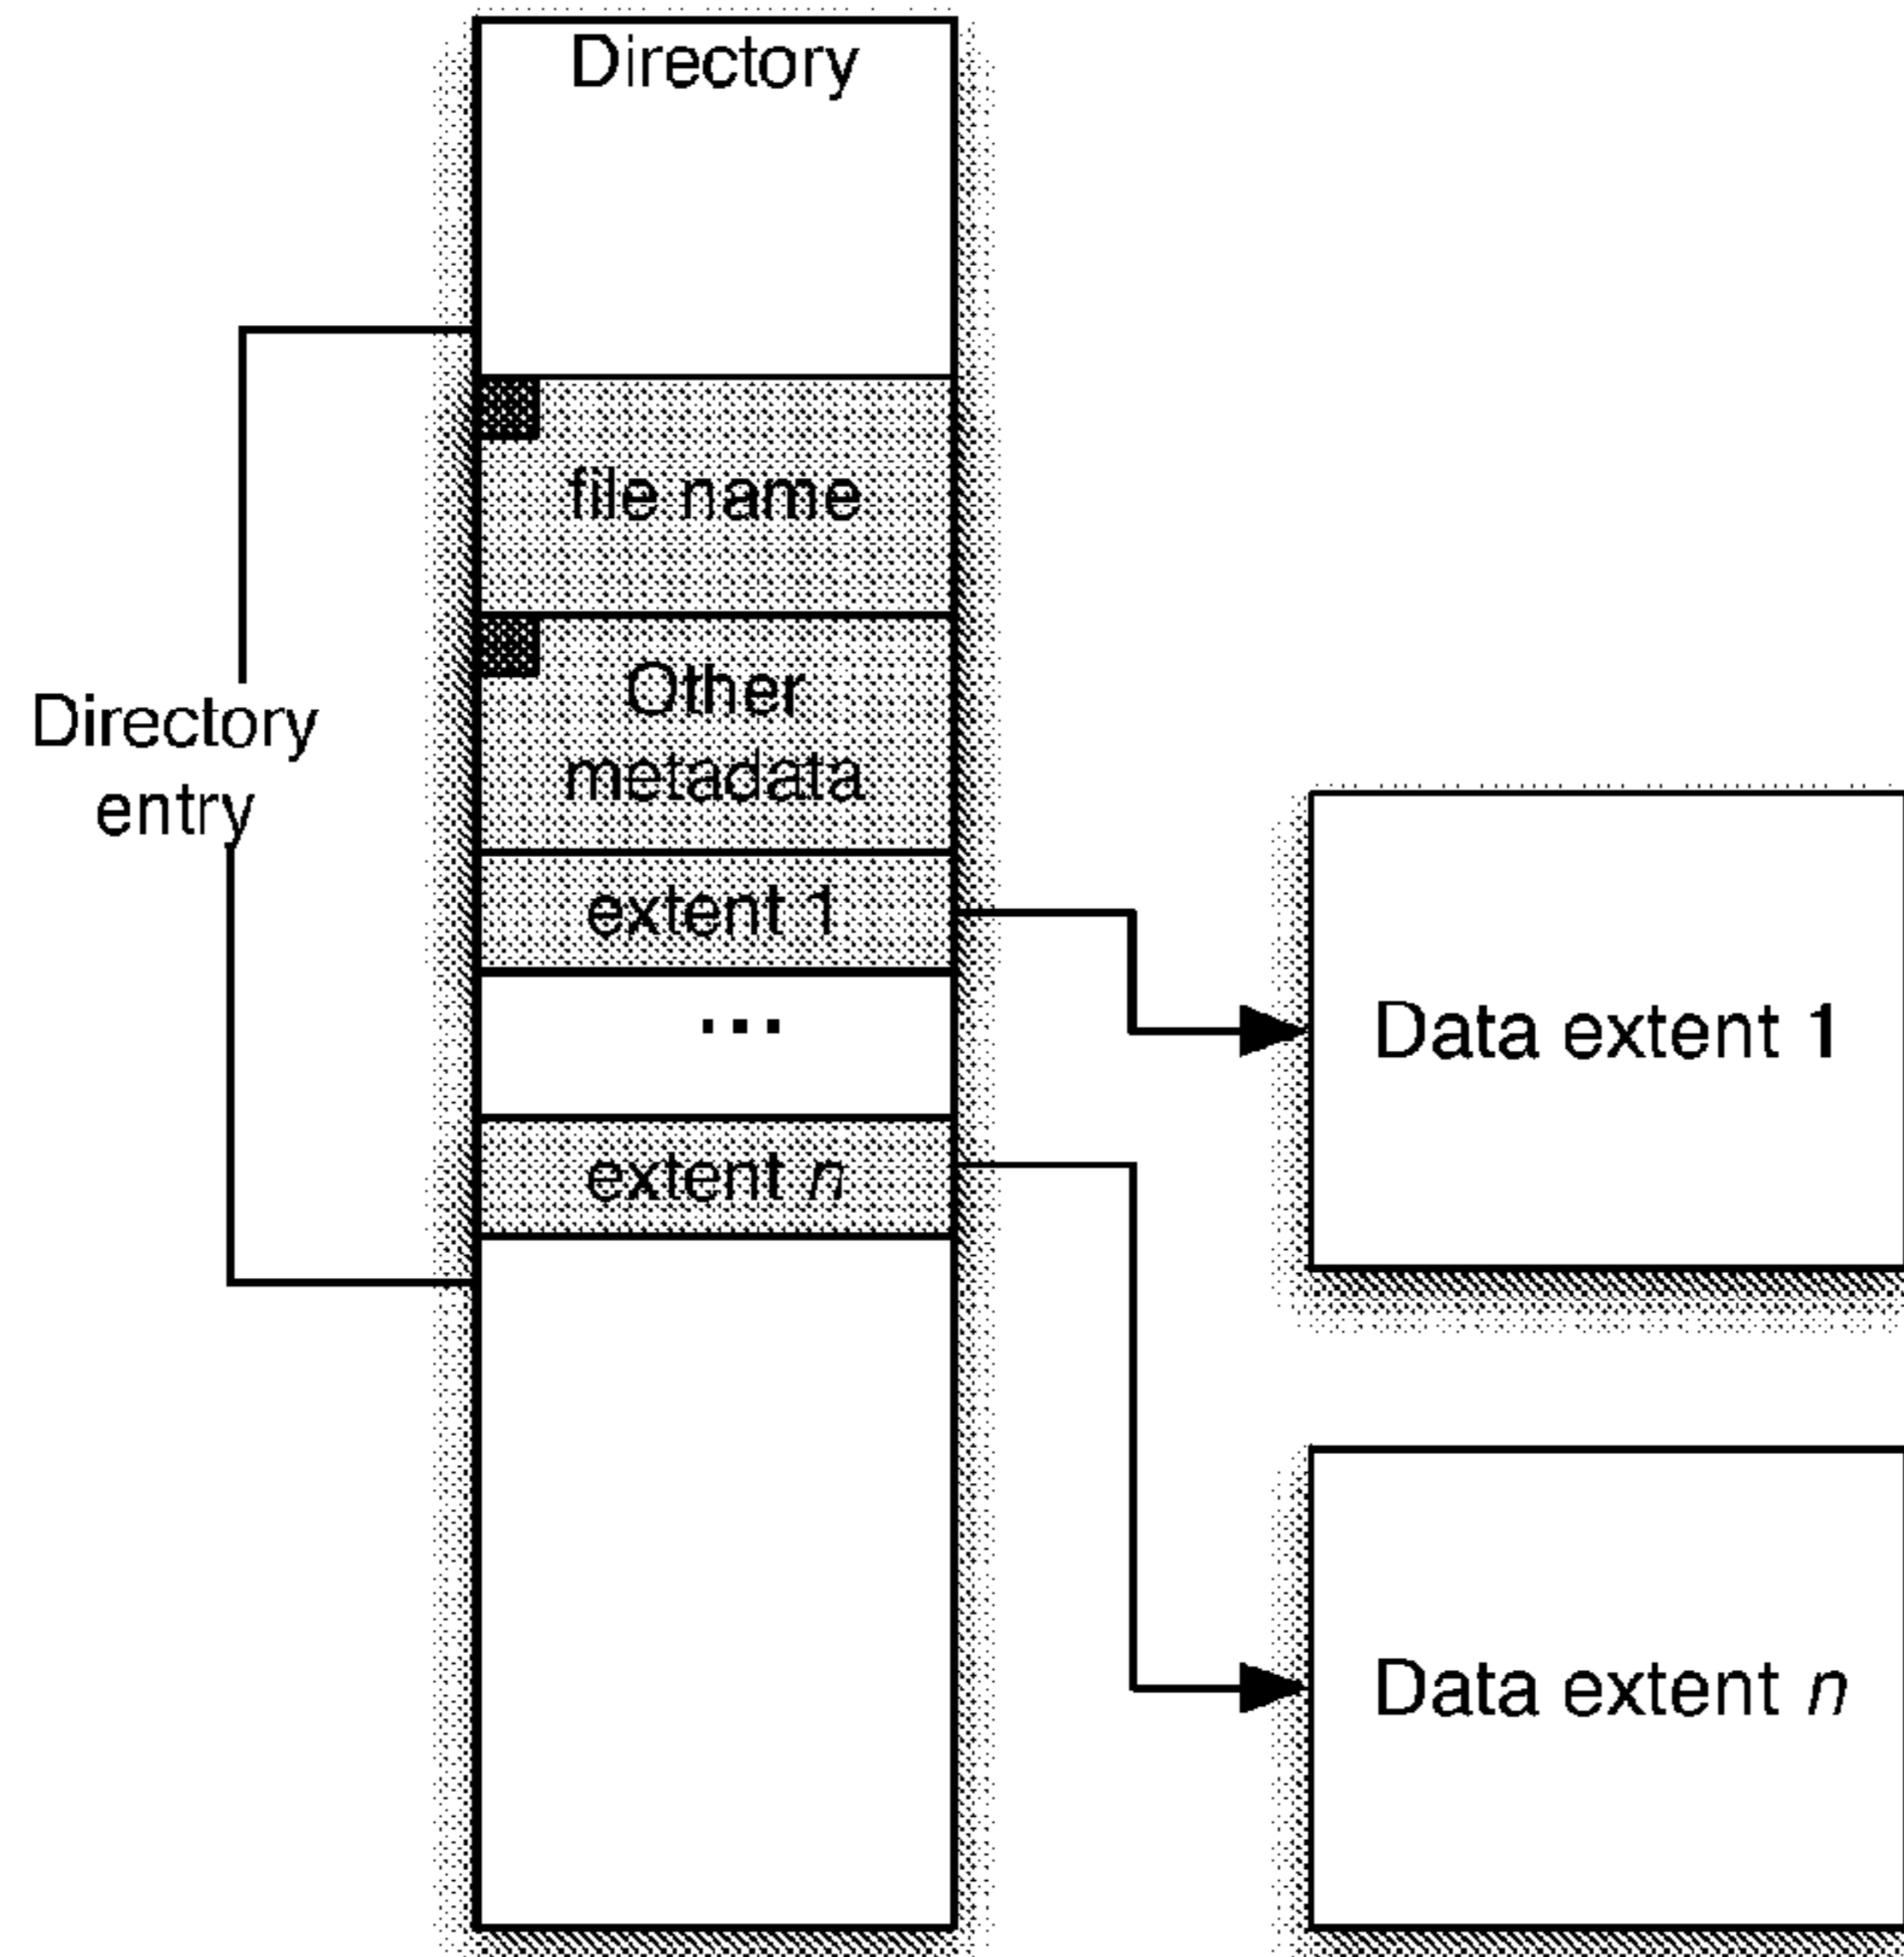 Directory
file name
Other
metadata
Directory
entry
extent 1
...
extent n
Data extent 1
Data extent n